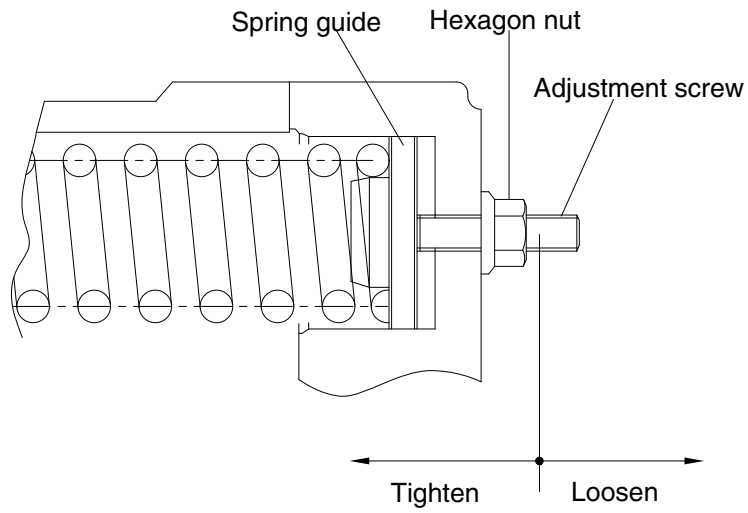 Spring guide
Hexagon nut
Adjustment screw
Tighten
Loosen